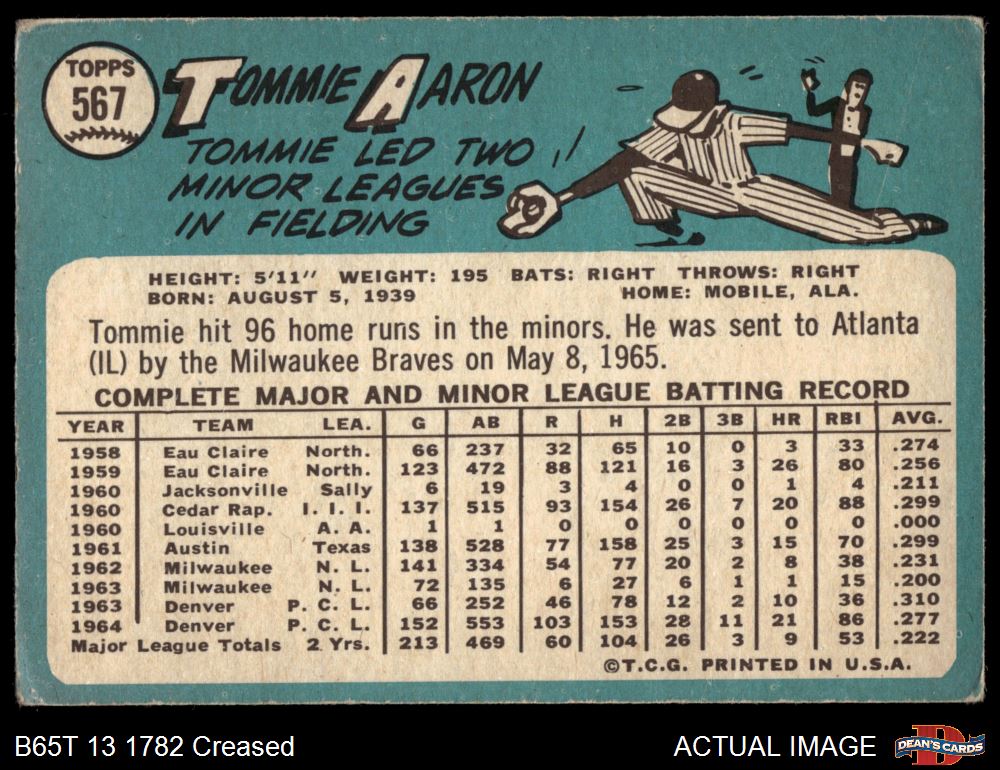 TOPPS
567
TOMMIE AARON
TOMMIE LED TWO
MINOR LEAGUES
IN FIELDING
HEIGHT: 5'11" WEIGHT: 195 BATS: RIGHT THROWS: RIGHT
BORN: AUGUST 5, 1939 HOME: MOBILE, ALA.
Tommie hit 96 home runs in the minors. He was sent to Atlanta
(IL) by the Milwaukee Braves on May 8, 1965.
COMPLETE MAJOR AND MINOR LEAGUE BATTING RECORD
YEAR TEAM LEA. G AB R H 2B 3B HR RBI AVG.
1958 Eau Claire North. 66 237 32 65 10 0 3 33 .274
1959 Eau Claire North. 123 472 88 121 16 3 26 80 .256
1960 Jacksonville Sally 6 19 3 4 0 0 1 4 .211
1960 Cedar Rap. I. I. I. 137 515 93 154 26 7 20 88 .299
1960 Louisville A. A. 1 1 0 0 0 0 0 0 .000
1961 Austin Texas 138 528 77 158 25 3 15 70 .299
1962 Milwaukee N. L. 141 334 54 77 20 2 8 38 .231
1963 Milwaukee N. L. 72 135 6 27 6 1 1 15 .200
1963 Denver P. C. L. 66 252 46 78 12 2 10 36 .310
1964 Denver P. C. L. 152 553 103 153 28 11 21 86 .277
Major League Totals 2 Yrs. 213 469 60 104 26 3 9 53 .222
©T.C.G. PRINTED IN U.S.A.
B65T 13 1782 Creased
ACTUAL IMAGE
D
DEAN'S CARDS